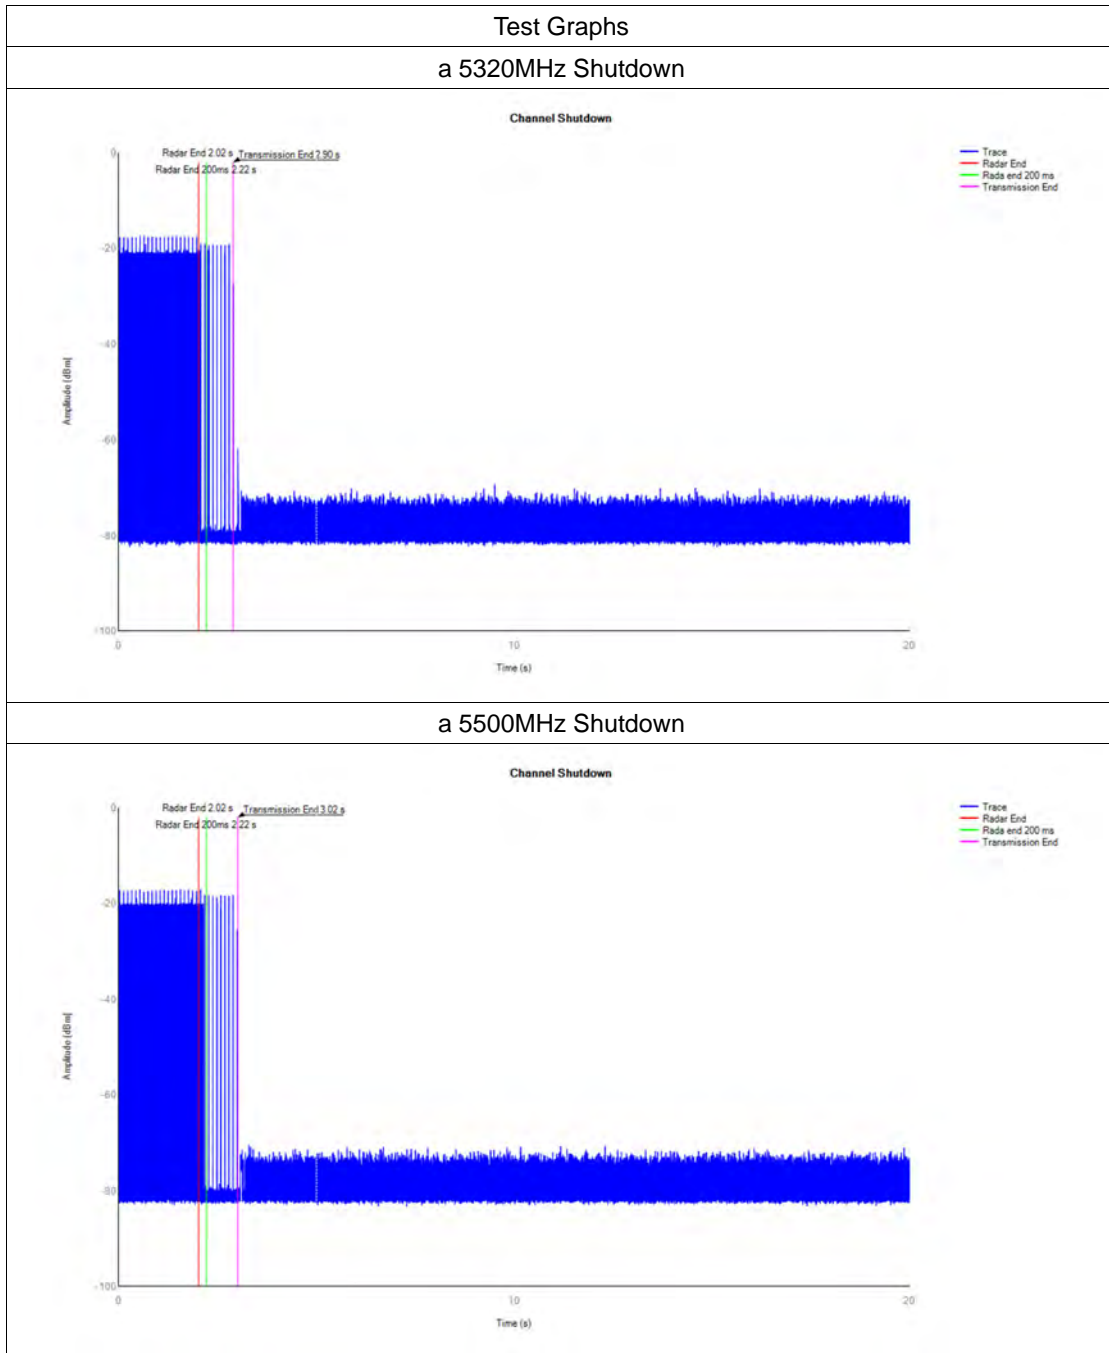 Test Graphs
a 5320MHz Shutdown
Channel Shutdown
Radar End 2.02 s
Transmission End 2.90 s
Radar End 200ms 2.22 s
Trace
Radar End
Rada end 200 ms
Transmission End
0
-20
-40
-60
-80
-100
Amplitude [dBm]
0
10
20
Time (s)
a 5500MHz Shutdown
Channel Shutdown
Radar End 2.02 s
Transmission End 3.02 s
Radar End 200ms 2.22 s
Trace
Radar End
Rada end 200 ms
Transmission End
0
-20
-40
-60
-80
-100
Amplitude [dBm]
0
10
20
Time (s)